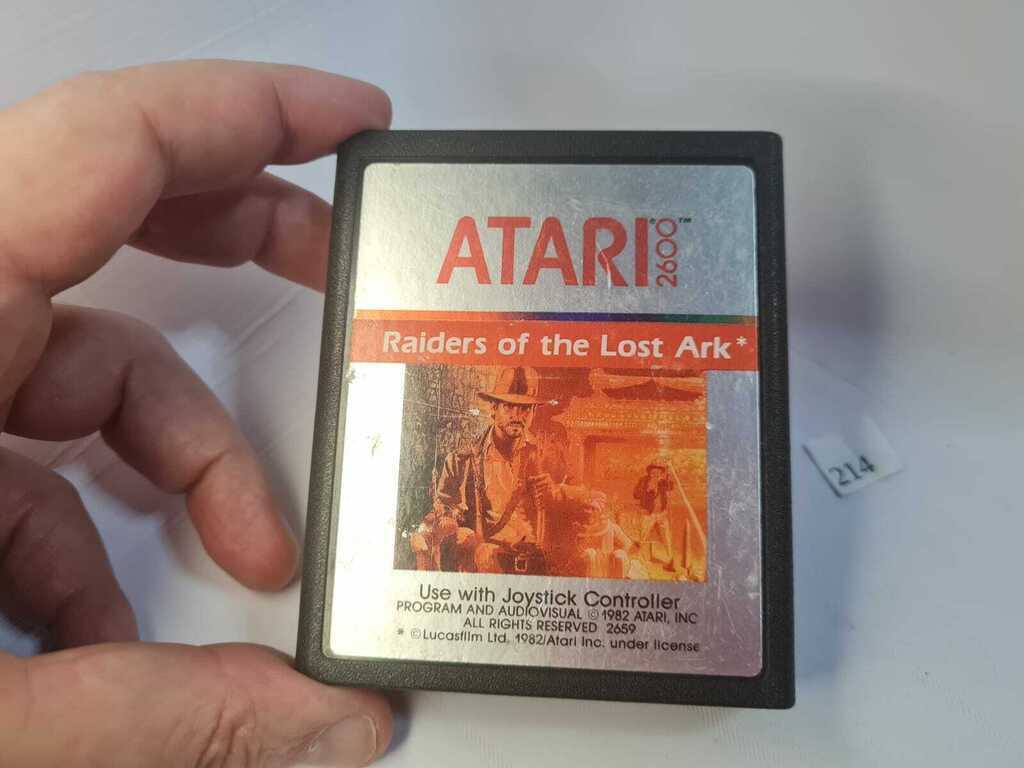 ATARI® 2600™
Raiders of the Lost Ark*
Use with Joystick Controller
PROGRAM AND AUDIOVISUAL © 1982 ATARI, INC
ALL RIGHTS RESERVED 2659
* ©Lucasfilm Ltd, 1982/Atari Inc. under license
214